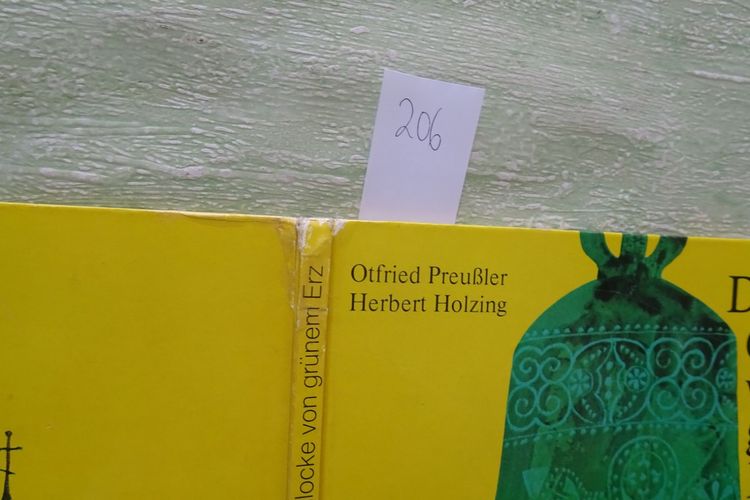 206
Otfried Preußler
Herbert Holzing
D
locke von grünem Erz